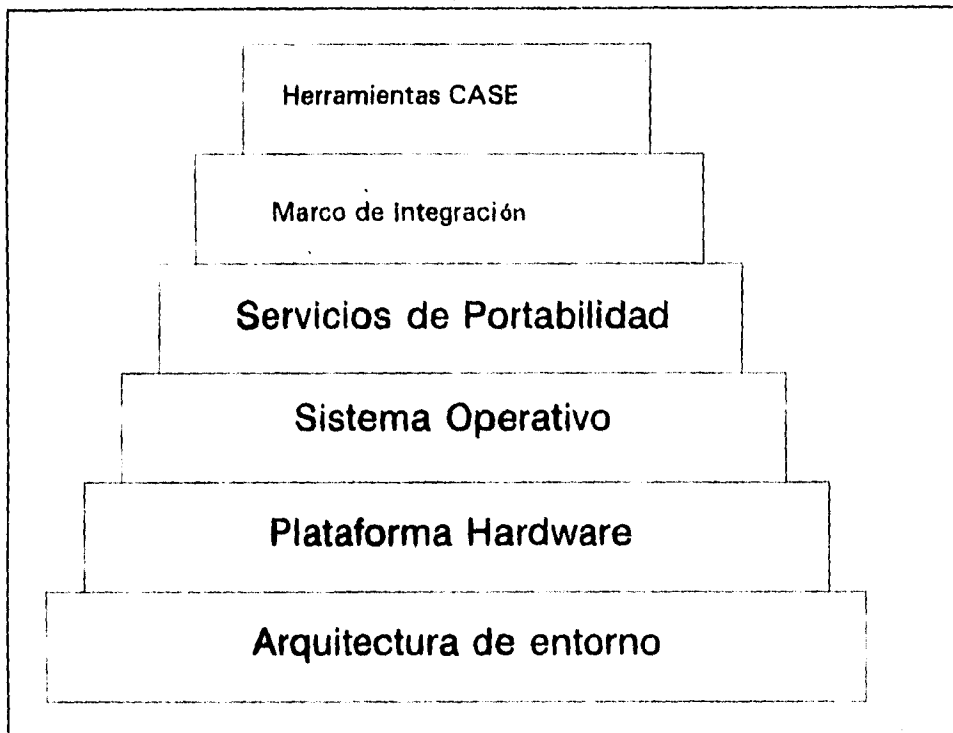 Herramientas CASE
Marco de Integración
Servicios de Portabilidad
Sistema Operativo
Plataforma Hardware
Arquitectura de entorno